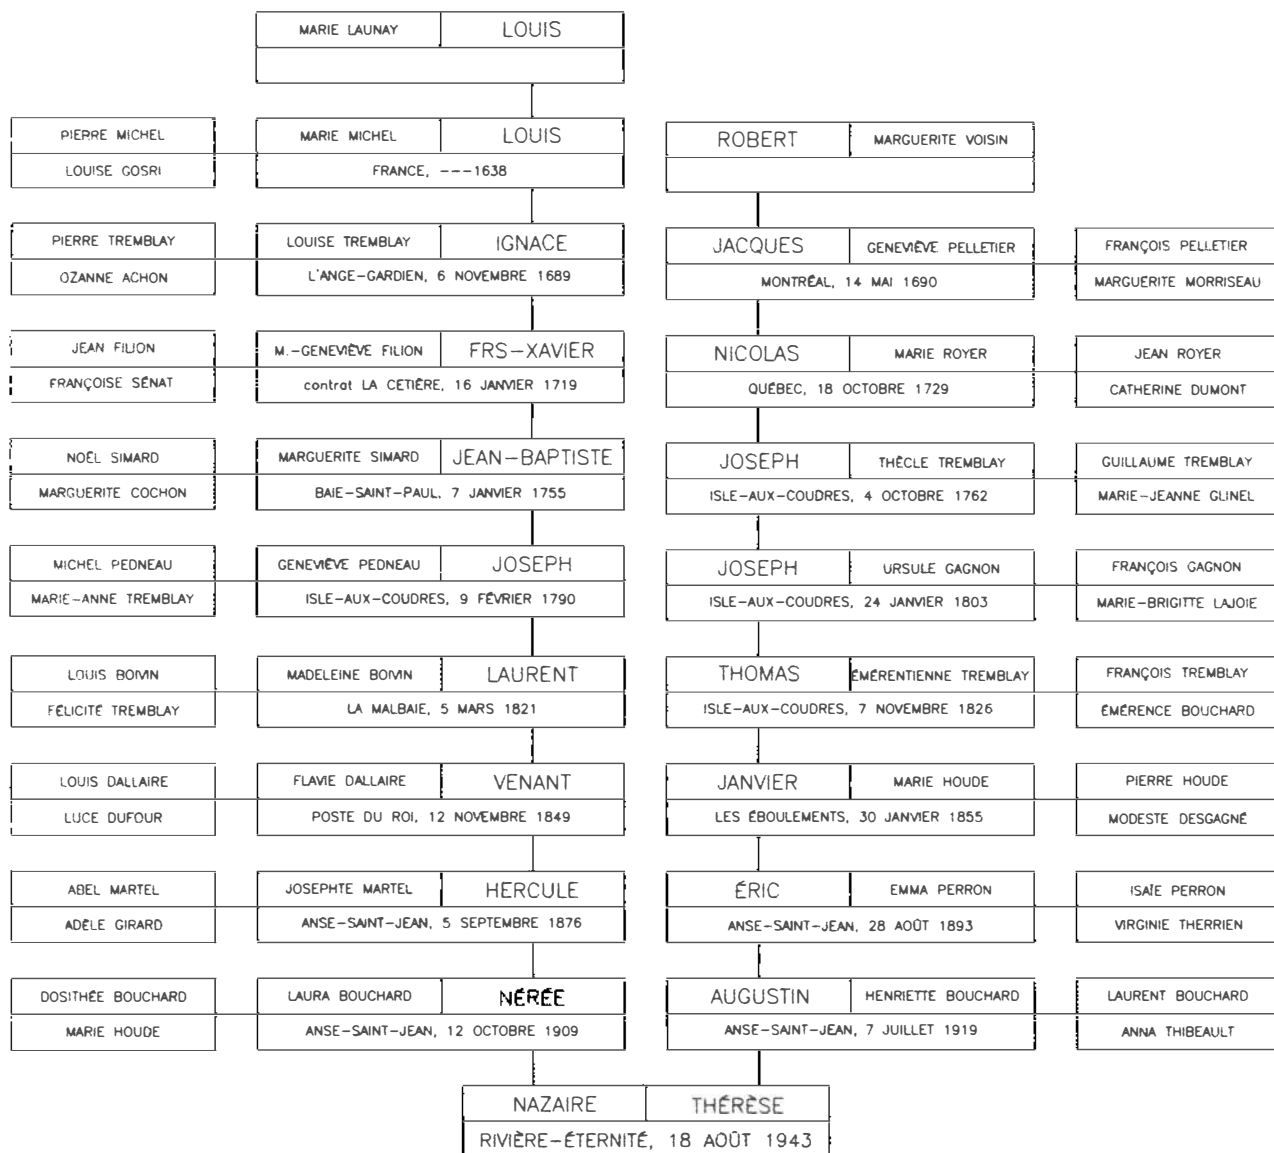 MARIE LAUNAY LOUIS
PIERRE MICHEL MARIE MICHEL LOUIS ROBERT MARGUERITE VOISIN
LOUISE GOSRI FRANCE, ---1638
PIERRE TREMBLAY LOUISE TREMBLAY IGNACE JACQUES GENEVIÈVE PELLETIER FRANÇOIS PELLETIER
OZANNE ACHON L'ANGE-GARDIEN, 6 NOVEMBRE 1689 MONTRÉAL, 14 MAI 1690 MARGUERITE MORRISEAU
JEAN FILION M.-GENEVIÈVE FILION FRS-XAVIER NICOLAS MARIE ROYER JEAN ROYER
FRANÇOISE SÉNAT contrat LA CETIÈRE, 16 JANVIER 1719 QUÉBEC, 18 OCTOBRE 1729 CATHERINE DUMONT
NOËL SIMARD MARGUERITE SIMARD JEAN-BAPTISTE JOSEPH THÈCLE TREMBLAY GUILLAUME TREMBLAY
MARGUERITE COCHON BAIE-SAINT-PAUL, 7 JANVIER 1755 ISLE-AUX-COUDRES, 4 OCTOBRE 1762 MARIE-JEANNE GLINEL
MICHEL PEDNEAU GENEVIÈVE PEDNEAU JOSEPH JOSEPH URSULE GAGNON FRANÇOIS GAGNON
MARIE-ANNE TREMBLAY ISLE-AUX-COUDRES, 9 FÉVRIER 1790 ISLE-AUX-COUDRES, 24 JANVIER 1803 MARIE-BRIGITTE LAJOIE
LOUIS BOIVIN MADELEINE BOIVIN LAURENT THOMAS ÉMÉRENTIENNE TREMBLAY FRANÇOIS TREMBLAY
FÉLICITÉ TREMBLAY LA MALBAIE, 5 MARS 1821 ISLE-AUX-COUDRES, 7 NOVEMBRE 1826 ÉMÉRENCE BOUCHARD
LOUIS DALLAIRE FLAVIE DALLAIRE VENANT JANVIER MARIE HOUDE PIERRE HOUDE
LUCE DUFOUR POSTE DU ROI, 12 NOVEMBRE 1849 LES ÉBOULEMENTS, 30 JANVIER 1855 MODESTE DESGAGNÉ
ABEL MARTEL JOSEPHTE MARTEL HERCULE ÉRIC EMMA PERRON ISAÏE PERRON
ADÈLE GIRARD ANSE-SAINT-JEAN, 5 SEPTEMBRE 1876 ANSE-SAINT-JEAN, 28 AOÛT 1893 VIRGINIE THERRIEN
DOSITHÉE BOUCHARD LAURA BOUCHARD NÉRÉE AUGUSTIN HENRIETTE BOUCHARD LAURENT BOUCHARD
MARIE HOUDE ANSE-SAINT-JEAN, 12 OCTOBRE 1909 ANSE-SAINT-JEAN, 7 JUILLET 1919 ANNA THIBEAULT
NAZAIRE THÉRÈSE
RIVIÈRE-ÉTERNITÉ, 18 AOÛT 1943